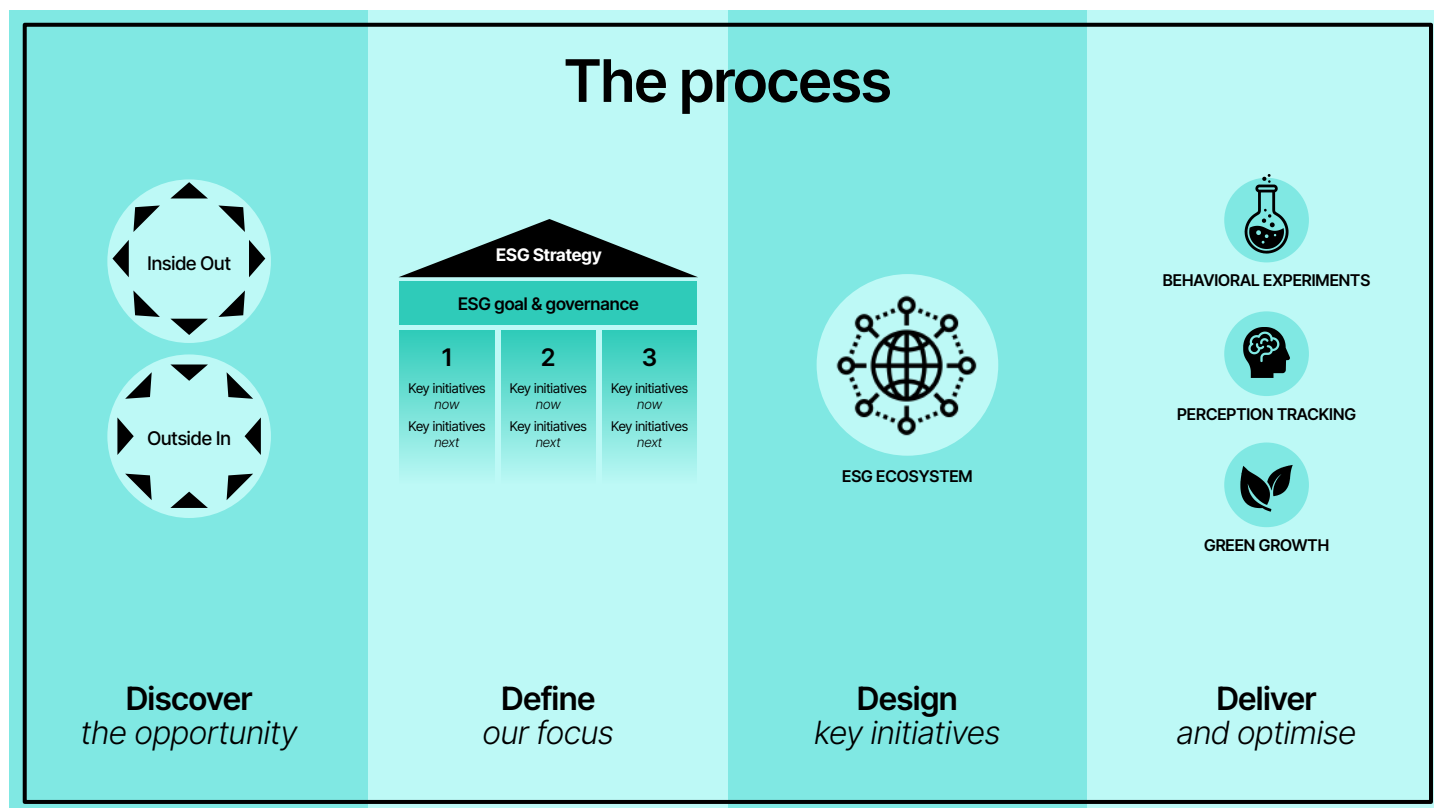 The process
Inside Out
Outside In
Discover
the opportunity
ESG Strategy
ESG goal & governance
1
Key initiatives
now
Key initiatives
next
2
Key initiatives
now
Key initiatives
next
3
Key initiatives
now
Key initiatives
next
Define
our focus
ESG ECOSYSTEM
Design
key initiatives
BEHAVIORAL EXPERIMENTS
PERCEPTION TRACKING
GREEN GROWTH
Deliver
and optimise